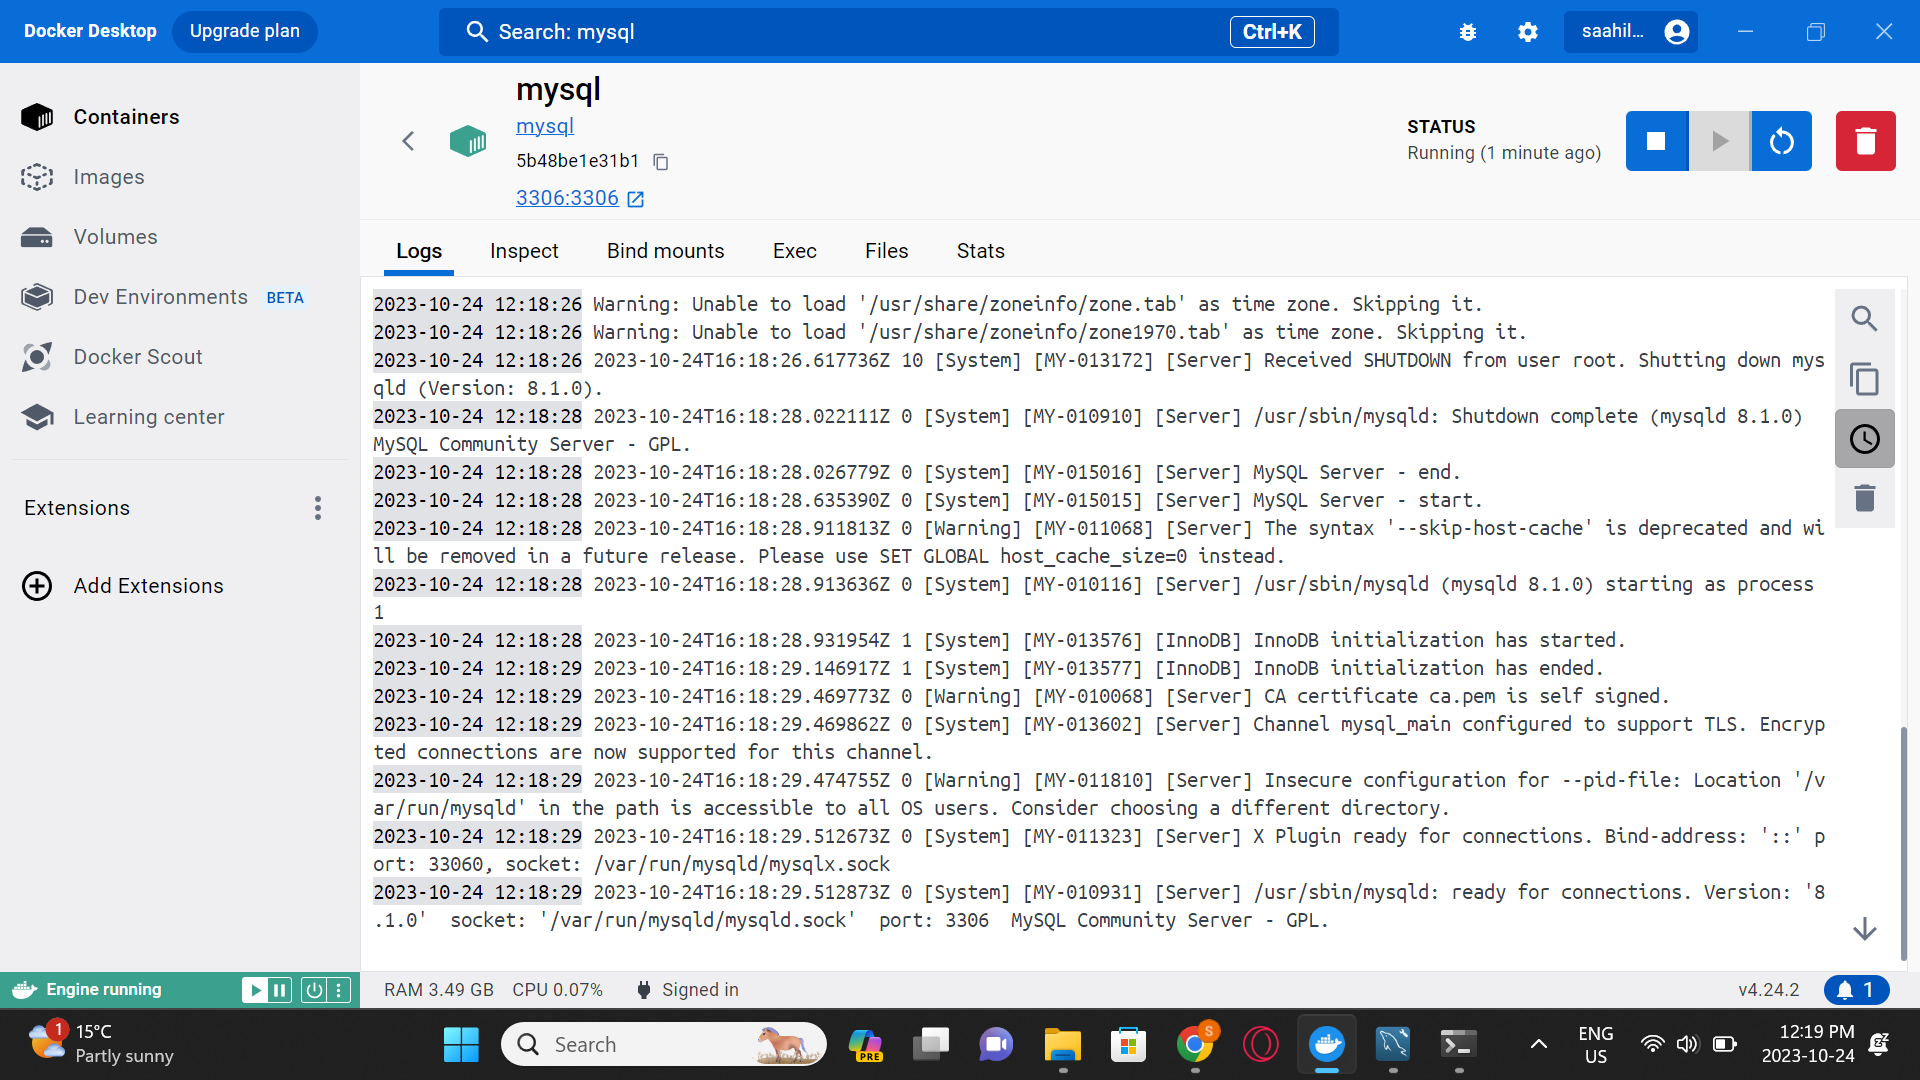 Docker Desktop
Upgrade plan
Search: mysql
Ctrl+K
saahil...
Containers
Images
Volumes
Dev Environments BETA
Docker Scout
Learning center
Extensions
Add Extensions
mysql
mysql
5b48be1e31b1
3306:3306
STATUS
Running (1 minute ago)
Logs
Inspect
Bind mounts
Exec
Files
Stats
2023-10-24 12:18:26 Warning: Unable to load '/usr/share/zoneinfo/zone.tab' as time zone. Skipping it.
2023-10-24 12:18:26 Warning: Unable to load '/usr/share/zoneinfo/zone1970.tab' as time zone. Skipping it.
2023-10-24 12:18:26 2023-10-24T16:18:26.617736Z 10 [System] [MY-013172] [Server] Received SHUTDOWN from user root. Shutting down mys
qld (Version: 8.1.0).
2023-10-24 12:18:28 2023-10-24T16:18:28.022111Z 0 [System] [MY-010910] [Server] /usr/sbin/mysqld: Shutdown complete (mysqld 8.1.0)
MySQL Community Server - GPL.
2023-10-24 12:18:28 2023-10-24T16:18:28.026779Z 0 [System] [MY-015016] [Server] MySQL Server - end.
2023-10-24 12:18:28 2023-10-24T16:18:28.635390Z 0 [System] [MY-015015] [Server] MySQL Server - start.
2023-10-24 12:18:28 2023-10-24T16:18:28.911813Z 0 [Warning] [MY-011068] [Server] The syntax '--skip-host-cache' is deprecated and wi
ll be removed in a future release. Please use SET GLOBAL host_cache_size=0 instead.
2023-10-24 12:18:28 2023-10-24T16:18:28.913636Z 0 [System] [MY-010116] [Server] /usr/sbin/mysqld (mysqld 8.1.0) starting as process
1
2023-10-24 12:18:28 2023-10-24T16:18:28.931954Z 1 [System] [MY-013576] [InnoDB] InnoDB initialization has started.
2023-10-24 12:18:29 2023-10-24T16:18:29.146917Z 1 [System] [MY-013577] [InnoDB] InnoDB initialization has ended.
2023-10-24 12:18:29 2023-10-24T16:18:29.469773Z 0 [Warning] [MY-010068] [Server] CA certificate ca.pem is self signed.
2023-10-24 12:18:29 2023-10-24T16:18:29.469862Z 0 [System] [MY-013602] [Server] Channel mysql_main configured to support TLS. Encryp
ted connections are now supported for this channel.
2023-10-24 12:18:29 2023-10-24T16:18:29.474755Z 0 [Warning] [MY-011810] [Server] Insecure configuration for --pid-file: Location '/v
ar/run/mysqld' in the path is accessible to all OS users. Consider choosing a different directory.
2023-10-24 12:18:29 2023-10-24T16:18:29.512673Z 0 [System] [MY-011323] [Server] X Plugin ready for connections. Bind-address: '::' p
ort: 33060, socket: /var/run/mysqld/mysqlx.sock
2023-10-24 12:18:29 2023-10-24T16:18:29.512873Z 0 [System] [MY-010931] [Server] /usr/sbin/mysqld: ready for connections. Version: '8
.1.0'  socket: '/var/run/mysqld/mysqld.sock'  port: 3306  MySQL Community Server - GPL.
Engine running
RAM 3.49 GB
CPU 0.07%
Signed in
v4.24.2
1
1
15°C
Partly sunny
Search
PRE
S
ENG
US
12:19 PM
2023-10-24